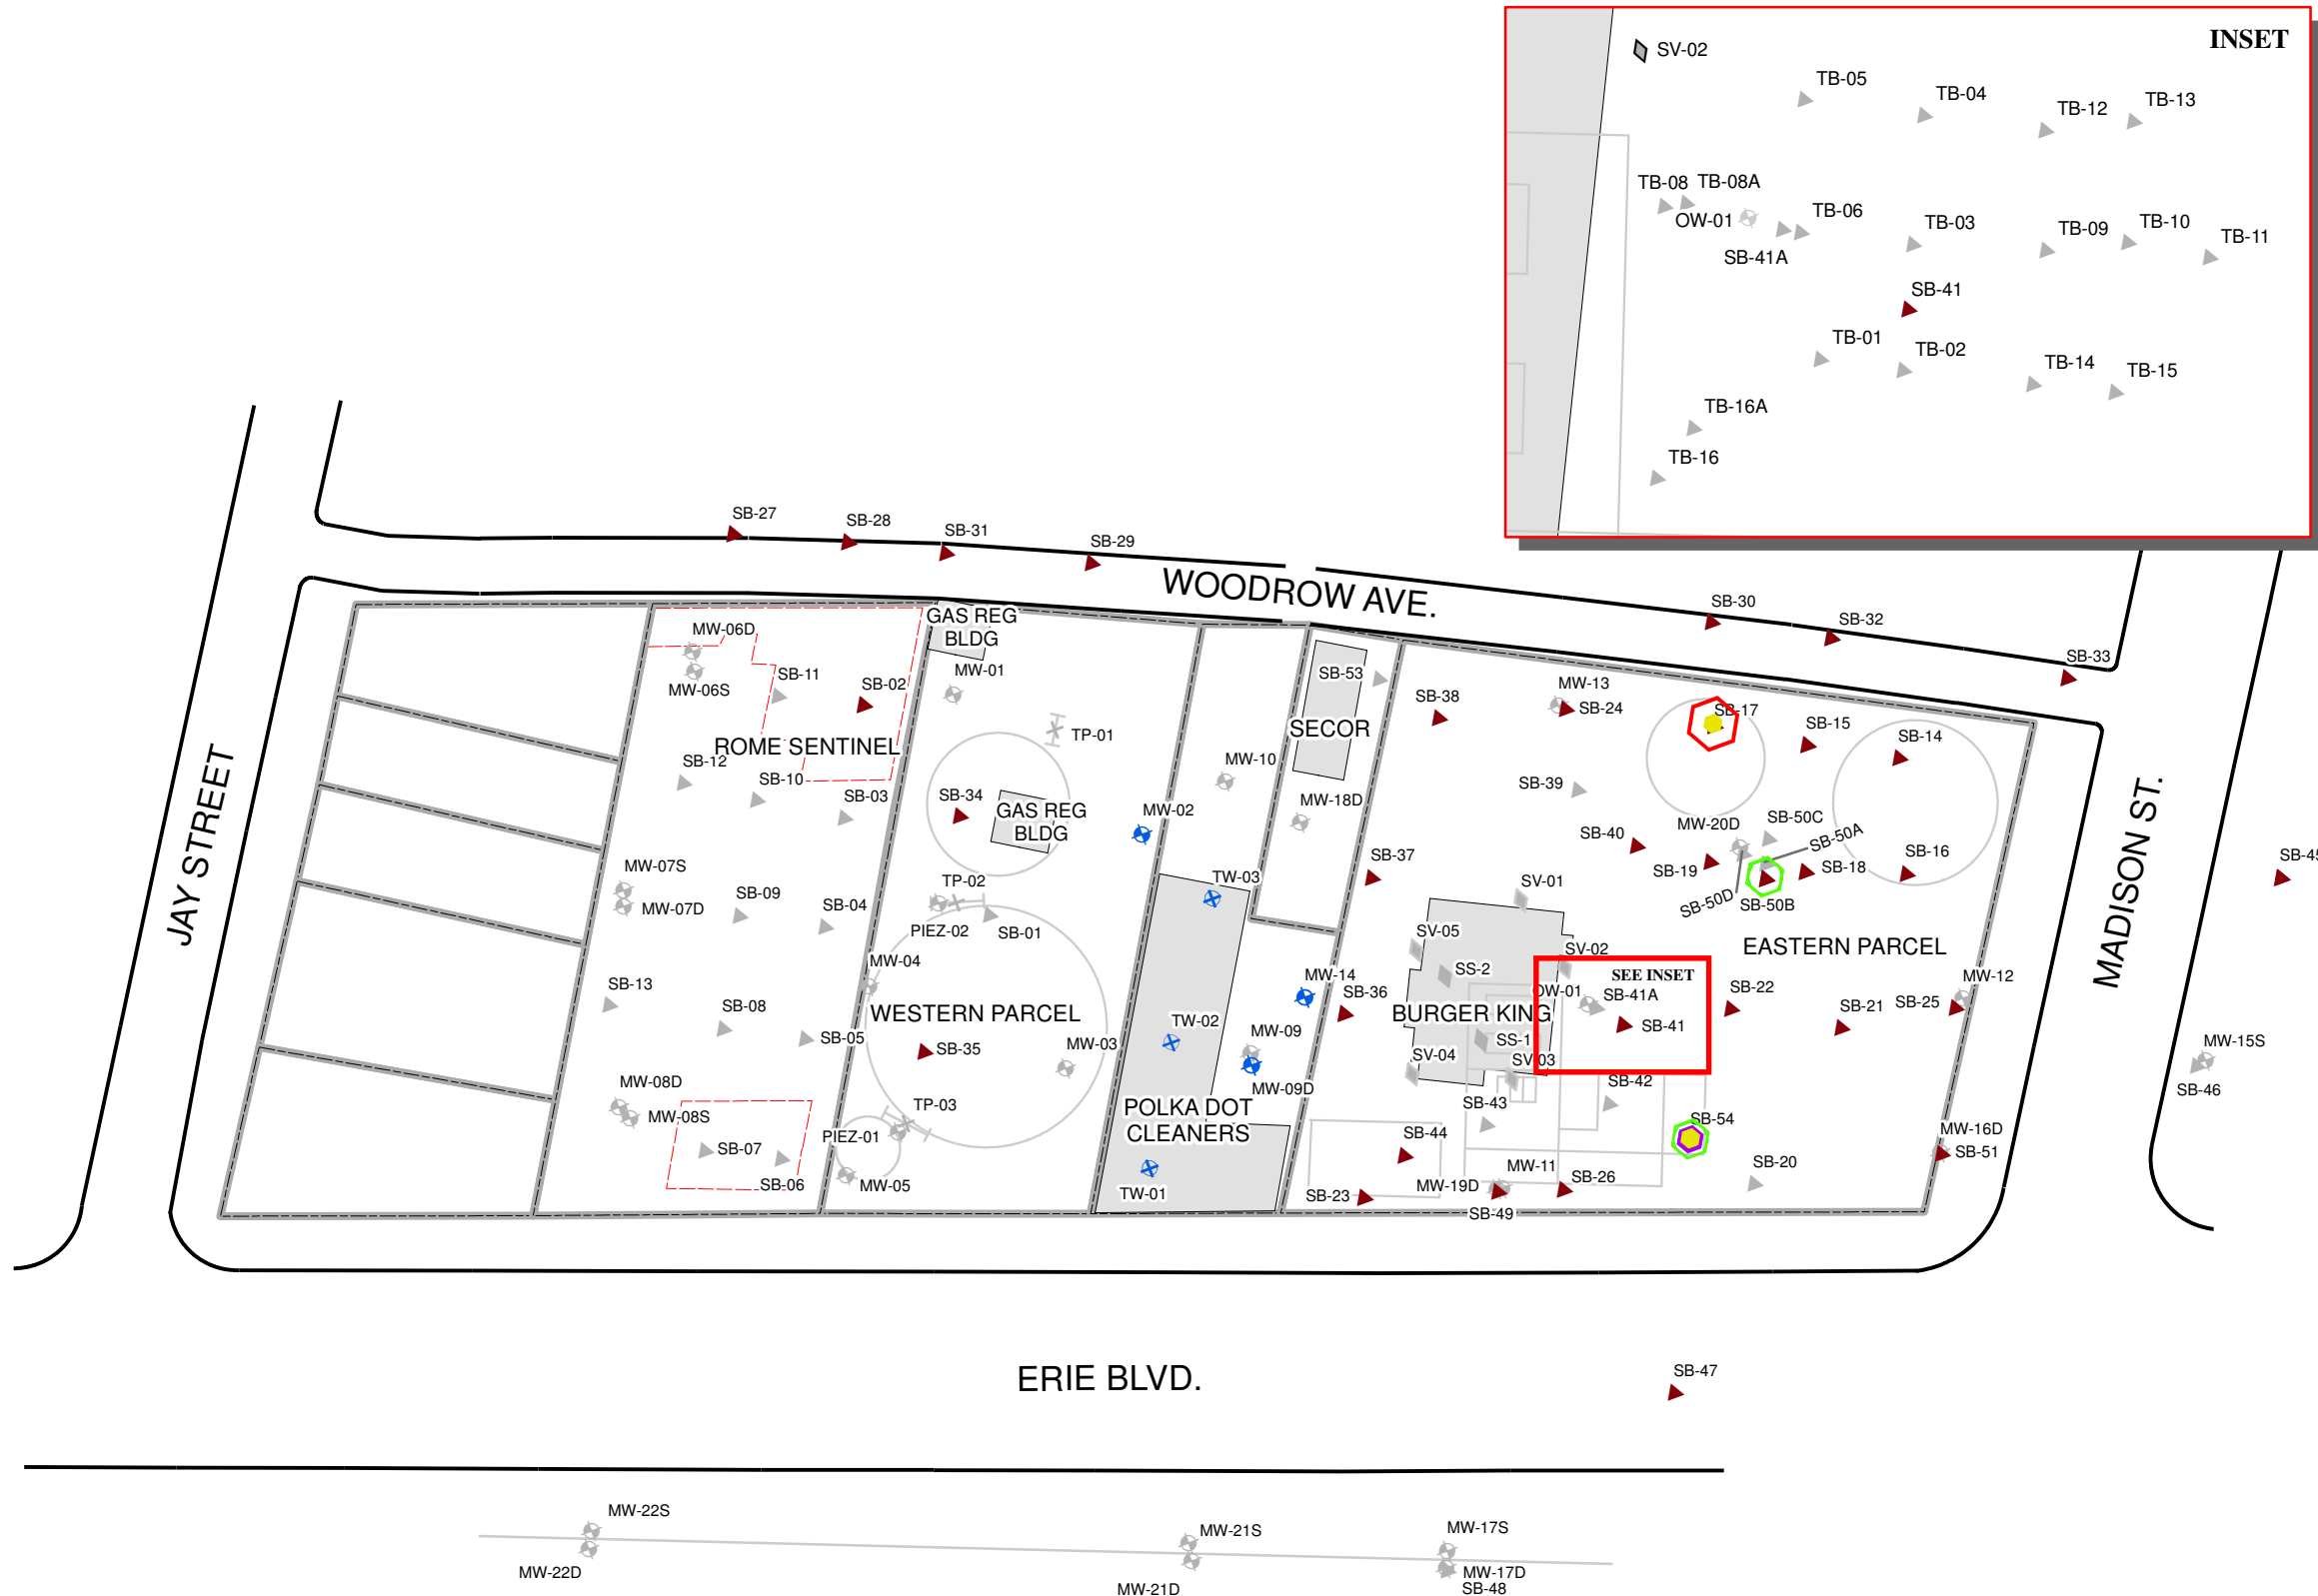 INSET
SV-02
TB-05
TB-04
TB-12
TB-13
TB-08
TB-08A
OW-01
TB-06
SB-41A
TB-03
TB-09
TB-10
TB-11
SB-41
TB-01
TB-02
TB-14
TB-15
TB-16A
TB-16
SB-27
SB-28
SB-31
SB-29
WOODROW AVE.
SB-30
SB-32
SB-33
JAY STREET
MADISON ST.
GAS REG
BLDG
MW-06D
MW-06S
SB-11
SB-02
MW-01
TP-01
ROME SENTINEL
SB-12
SB-10
SB-03
SB-34
GAS REG
BLDG
MW-02
MW-10
SB-53
SECOR
MW-18D
SB-38
MW-13
SB-24
SB-17
SB-15
SB-14
SB-39
SB-40
MW-20D
SB-50C
SB-50A
SB-19
SB-18
SB-16
SB-50D
SB-50B
SB-37
SB-45
MW-07S
MW-07D
SB-09
SB-04
TP-02
PIEZ-02
SB-01
TW-03
SV-01
SV-05
SV-02
EASTERN PARCEL
MW-04
SB-13
SB-08
SB-05
WESTERN PARCEL
SB-35
MW-03
TW-02
MW-14
SB-36
MW-09
MW-09D
SS-2
BURGER KING
SS-1
SV-04
SV-03
SEE INSET
OW-01
SB-41A
SB-41
SB-22
SB-21
SB-25
MW-12
MW-15S
SB-46
MW-08D
MW-08S
SB-07
SB-06
PIEZ-01
TP-03
MW-05
POLKA DOT
CLEANERS
TW-01
SB-42
SB-43
SB-44
SB-54
SB-23
MW-19D
MW-11
SB-26
SB-49
SB-20
MW-16D
SB-51
ERIE BLVD.
SB-47
MW-22S
MW-22D
MW-21S
MW-21D
MW-17S
MW-17D
SB-48